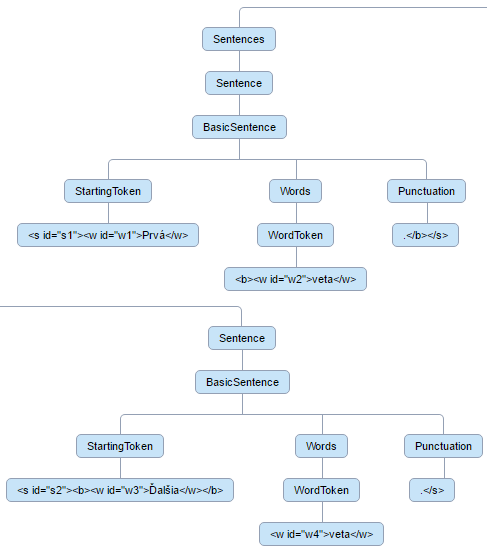 Sentences
Sentence
BasicSentence
StartingToken Words Punctuation
<s id="s1"><w id="w1">Prvá</w> WordToken .</b></s>
<b><w id="w2">veta</w>
Sentence
BasicSentence
StartingToken Words Punctuation
<s id="s2"><b><w id="w3">Ďalšia</w></b> WordToken .</s>
<w id="w4">veta</w>